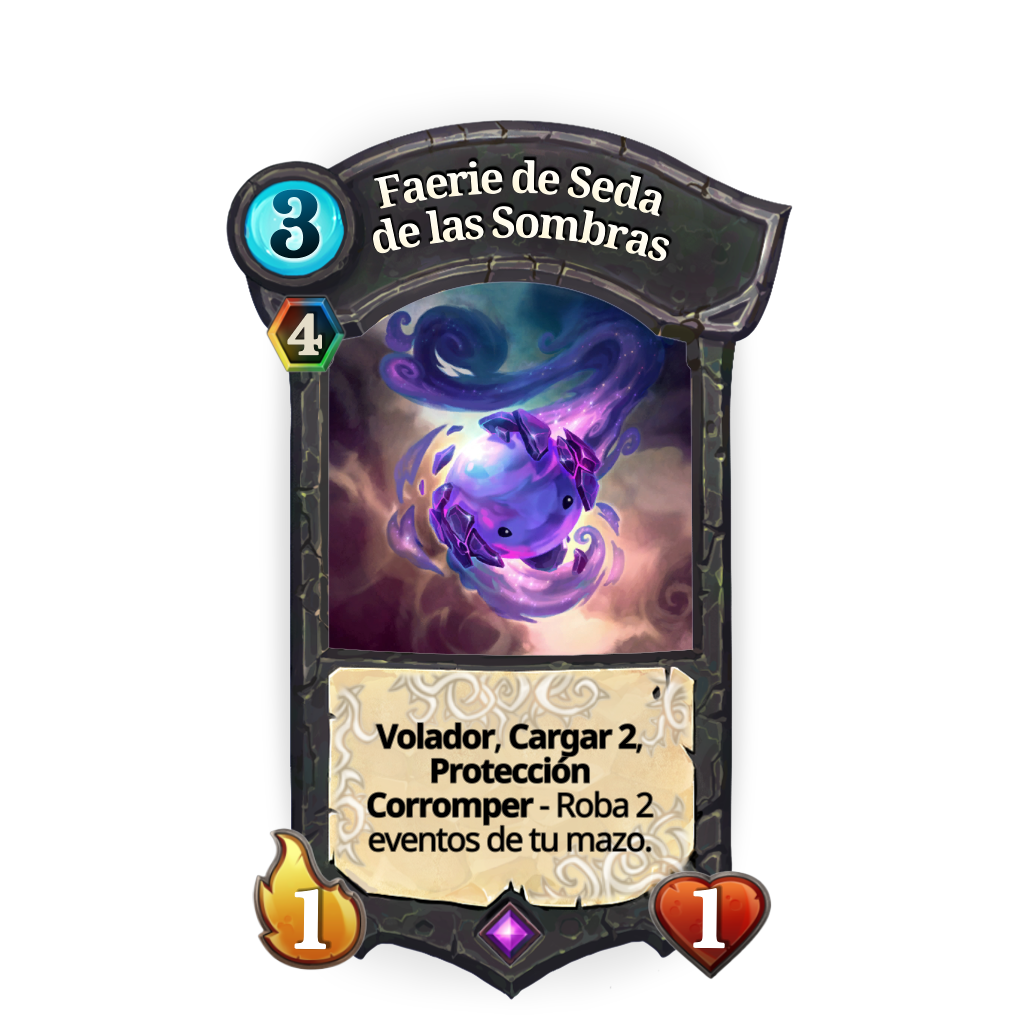 3
Faerie de Seda
de las Sombras
4
Volador, Cargar 2,
Protección
Corromper - Roba 2
eventos de tu mazo.
1
1